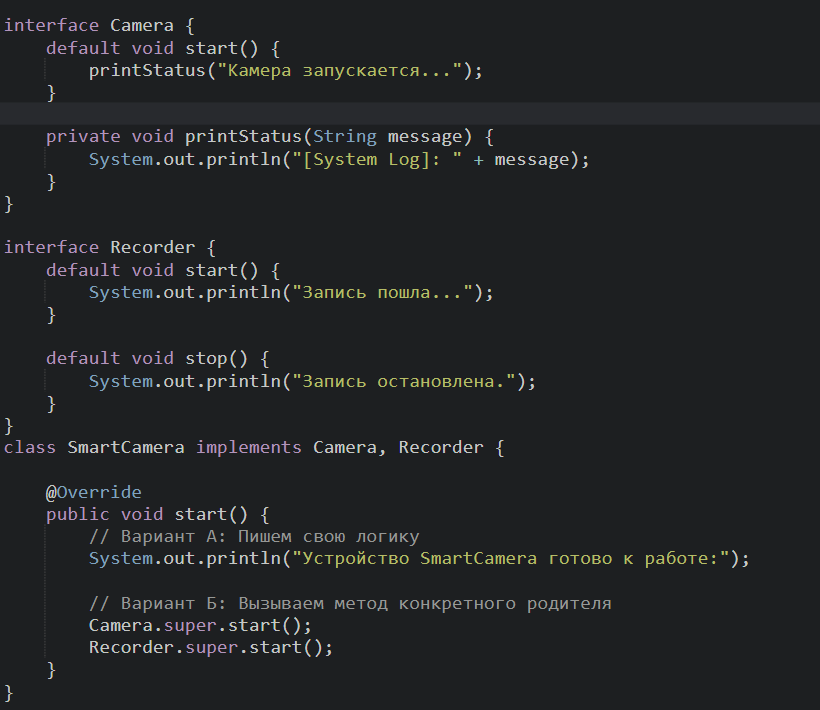 interface Camera {
    default void start() {
        printStatus("Камера запускается...");
    }

    private void printStatus(String message) {
        System.out.println("[System Log]: " + message);
    }
}

interface Recorder {
    default void start() {
        System.out.println("Запись пошла...");
    }

    default void stop() {
        System.out.println("Запись остановлена.");
    }
}
class SmartCamera implements Camera, Recorder {

    @Override
    public void start() {
        // Вариант А: Пишем свою логику
        System.out.println("Устройство SmartCamera готово к работе:");

        // Вариант Б: Вызываем метод конкретного родителя
        Camera.super.start();
        Recorder.super.start();
    }
}